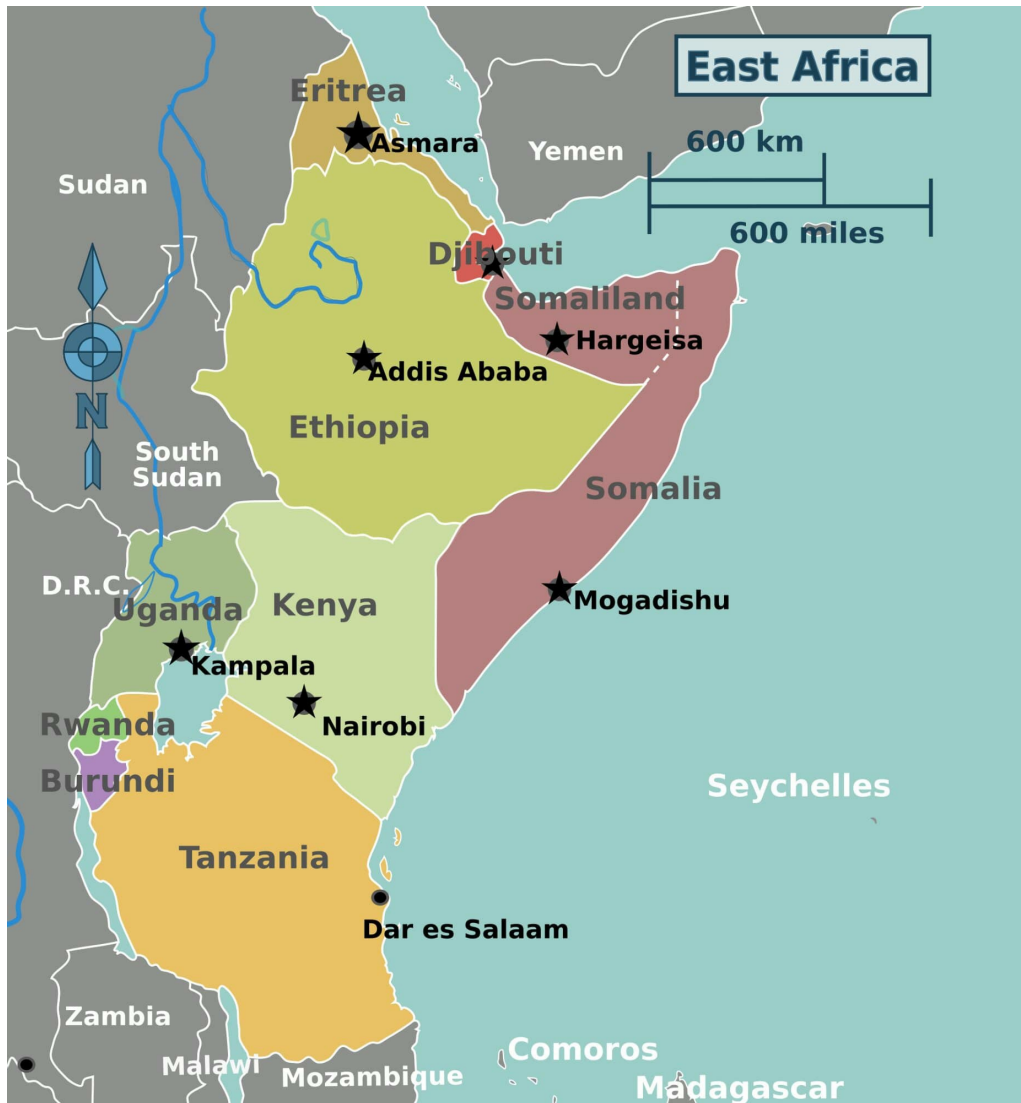 East Africa
Eritrea
600 km
Asmara
Yemen
Sudan
600 miles
Djibouti
Somaliland
Hargeisa
Addis Ababa
N
Ethiopia
South
Sudan
Somalia
D.R.C.
Uganda
Kenya
Mogadishu
Kampala
Rwanda
Nairobi
Burundi
Seychelles
Tanzania
Dar es Salaam
Zambia
Comoros
Malawi
Mozambique
Madagascar